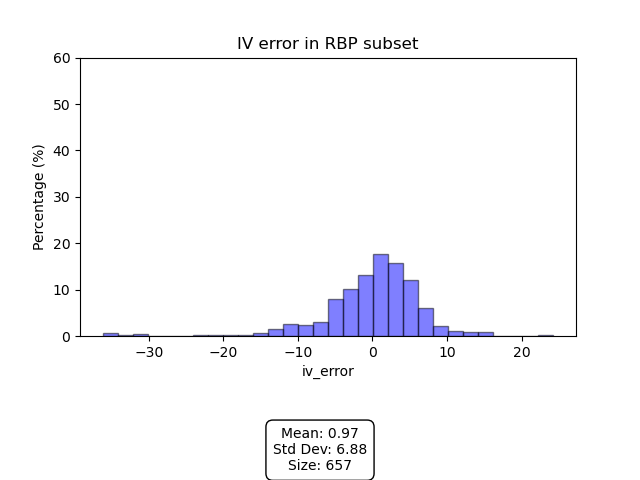 IV error in RBP subset
60
50
40
30
20
10
0
Percentage (%)
−30
−20
−10
0
10
20
iv_error
Mean: 0.97
Std Dev: 6.88
Size: 657